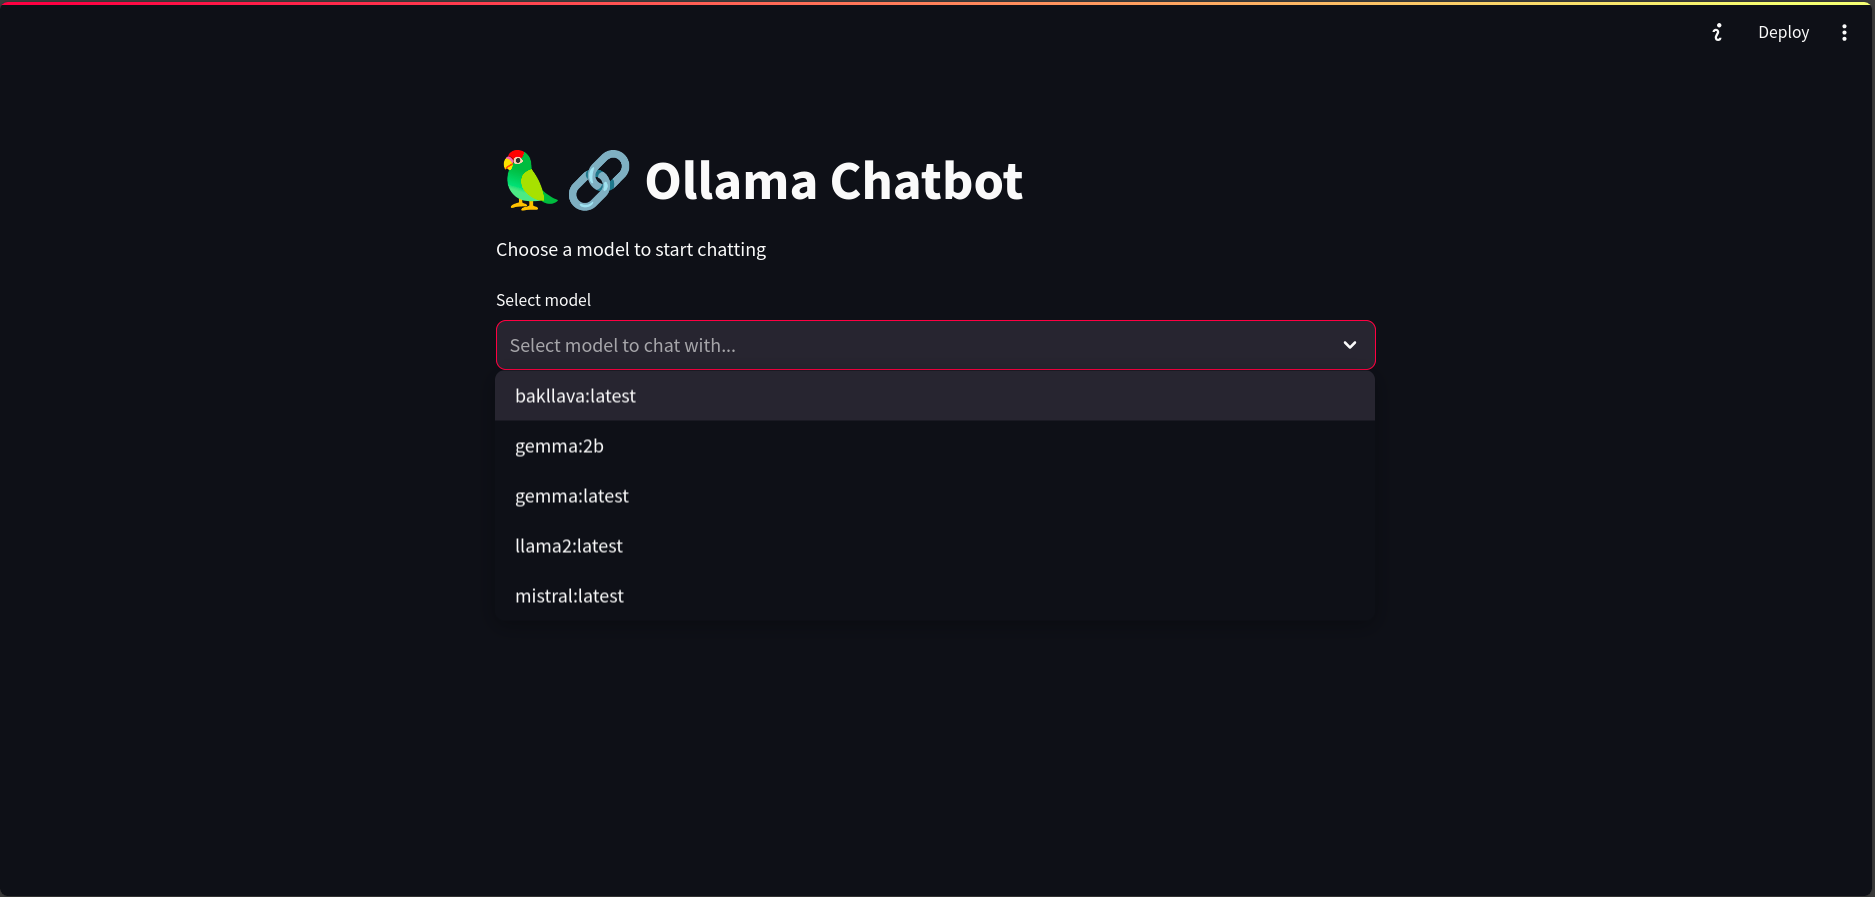 Deploy
Ollama Chatbot
Choose a model to start chatting
Select model
Select model to chat with...
bakllava:latest
gemma:2b
gemma:latest
llama2:latest
mistral:latest